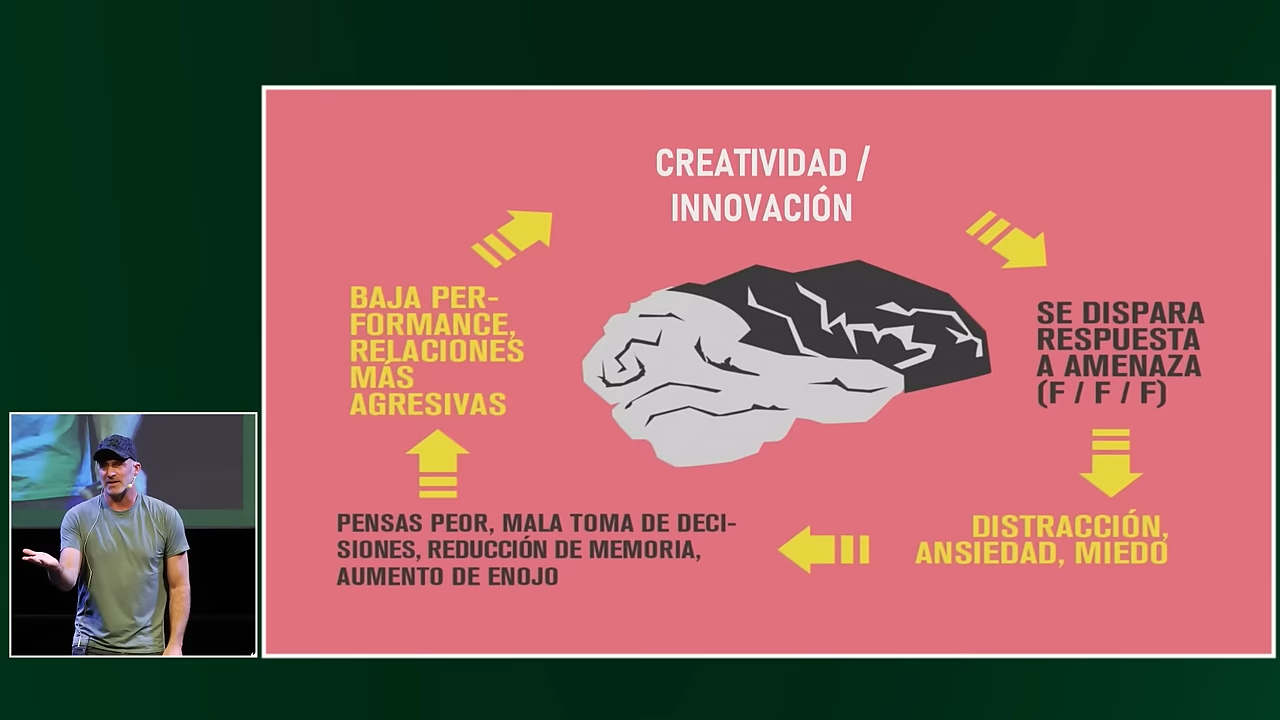 CREATIVIDAD /
INNOVACIÓN
SE DISPARA
RESPUESTA
A AMENAZA
(F / F / F)
DISTRACCIÓN,
ANSIEDAD, MIEDO
PENSAS PEOR, MALA TOMA DE DECI-
SIONES, REDUCCIÓN DE MEMORIA,
AUMENTO DE ENOJO
BAJA PER-
FORMANCE,
RELACIONES
MÁS
AGRESIVAS